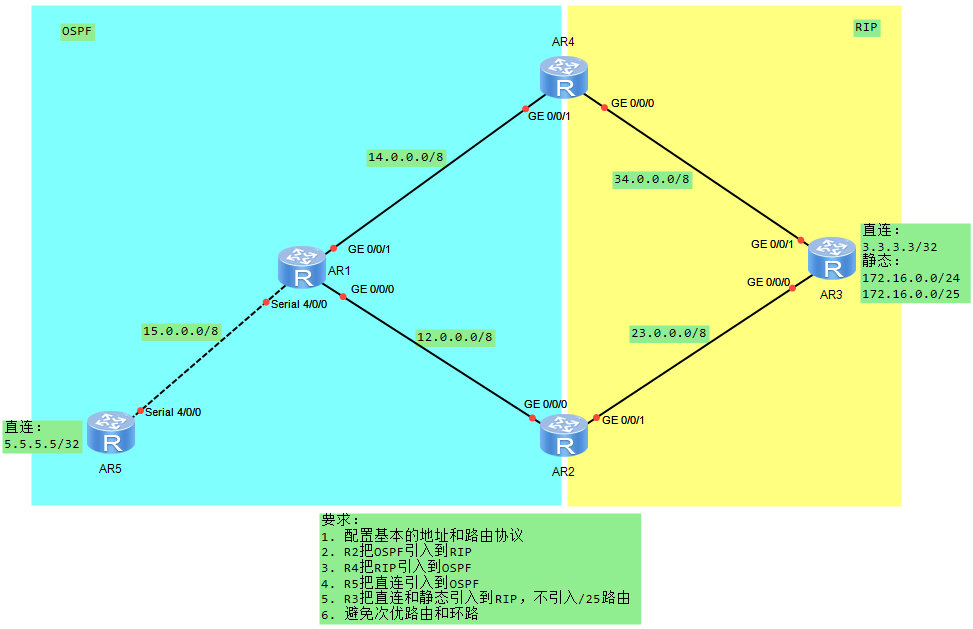 OSPF
RIP
AR4
GE 0/0/0
GE 0/0/1
14.0.0.0/8
34.0.0.0/8
直连：
3.3.3.3/32
静态：
172.16.0.0/24
172.16.0.0/25
GE 0/0/1
GE 0/0/1
AR1
GE 0/0/0
GE 0/0/0
AR3
Serial 4/0/0
15.0.0.0/8
12.0.0.0/8
23.0.0.0/8
GE 0/0/0
Serial 4/0/0
GE 0/0/1
直连：
5.5.5.5/32
AR5
AR2
要求：
1. 配置基本的地址和路由协议
2. R2把OSPF引入到RIP
3. R4把RIP引入到OSPF
4. R5把直连引入到OSPF
5. R3把直连和静态引入到RIP，不引入/25路由
6. 避免次优路由和环路